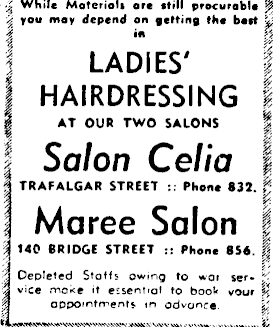 While Materials are still procurable
you may depend on getting the best
in
LADIES'
HAIRDRESSING
AT OUR TWO SALONS
Salon Celia
TRAFALGAR STREET :: Phone 832.
Maree Salon
140 BRIDGE STREET :: Phone 856.
Depleted Staffs owing to war ser-
vice make it essential to book your
appointments in advance.